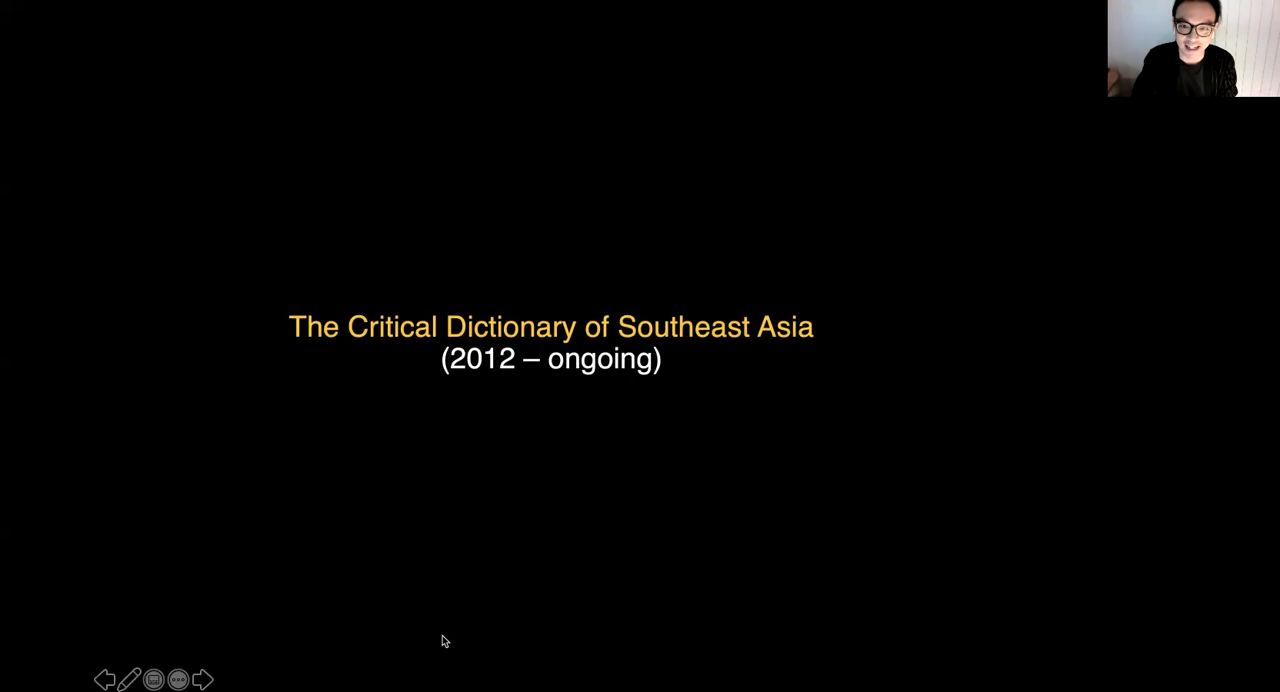 The Critical Dictionary of Southeast Asia
(2012 – ongoing)